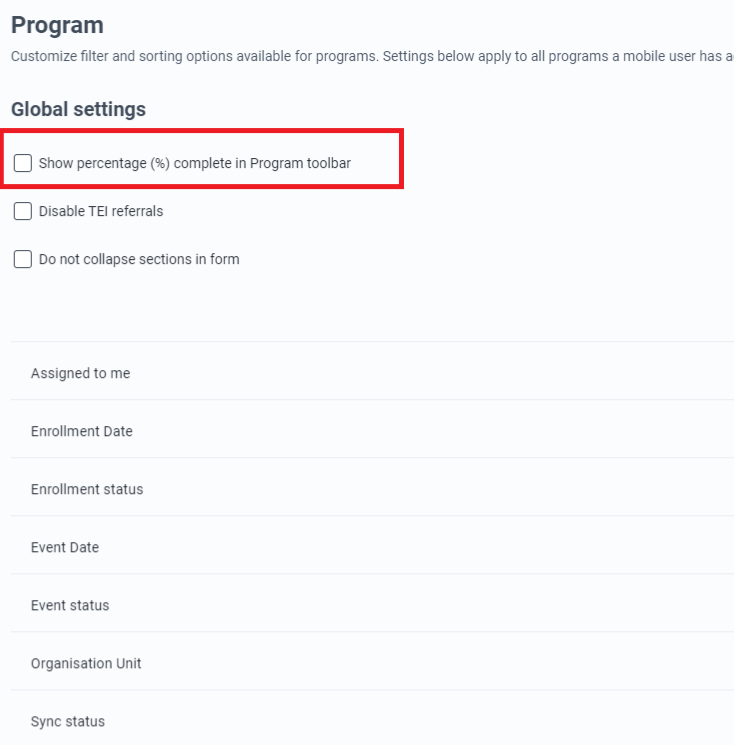 Program
Customize filter and sorting options available for programs. Settings below apply to all programs a mobile user has a
Global settings
Show percentage (%) complete in Program toolbar
Disable TEI referrals
Do not collapse sections in form
Assigned to me
Enrollment Date
Enrollment status
Event Date
Event status
Organisation Unit
Sync status